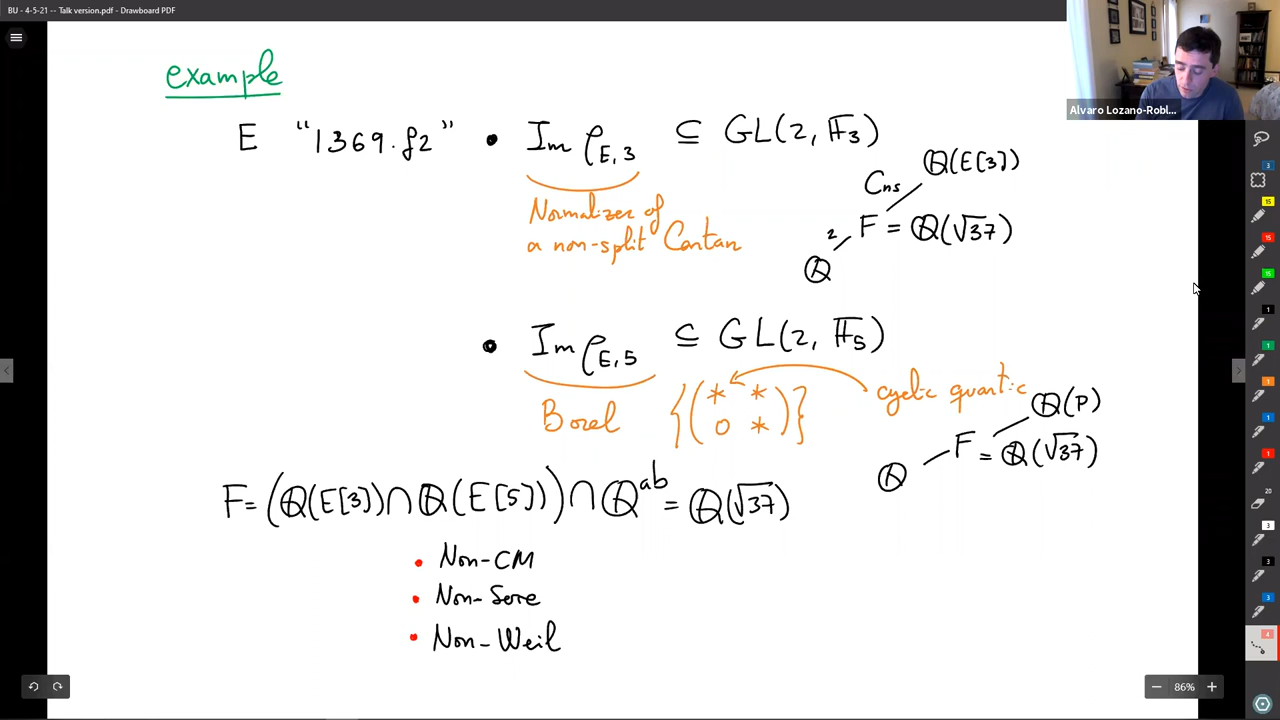 BU - 4-5-21 -- Talk version.pdf - Drawboard PDF
Alvaro Lozano-Robl...
example
E "1369.f2" • Im ρ_{E,3} ⊆ GL(2, 𝔽_3)
Normalizer of
a non-split Cartan
ℚ(E[3])
Cns
2 F = ℚ(√37)
ℚ
• Im ρ_{E,5} ⊆ GL(2, 𝔽_5)
Borel {(* * 0 *)} cyclic quartic
ℚ(P)
F = ℚ(√37)
ℚ
F = (ℚ(E[3]) ∩ ℚ(E[5])) ∩ ℚ^{ab} = ℚ(√37)
• Non-CM
• Non-Serre
• Non-Weil
86%